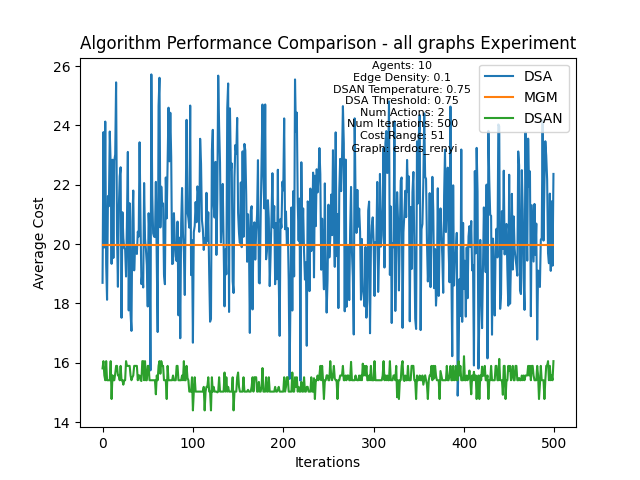 Algorithm Performance Comparison - all graphs Experiment
Agents: 10
Edge Density: 0.1
DSAN Temperature: 0.75
DSA Threshold: 0.75
Num Actions: 2
Num Iterations: 500
Cost Range: 51
Graph: erdos_renyi
DSA
MGM
DSAN
26
24
22
20
18
16
14
Average Cost
0
100
200
300
400
500
Iterations